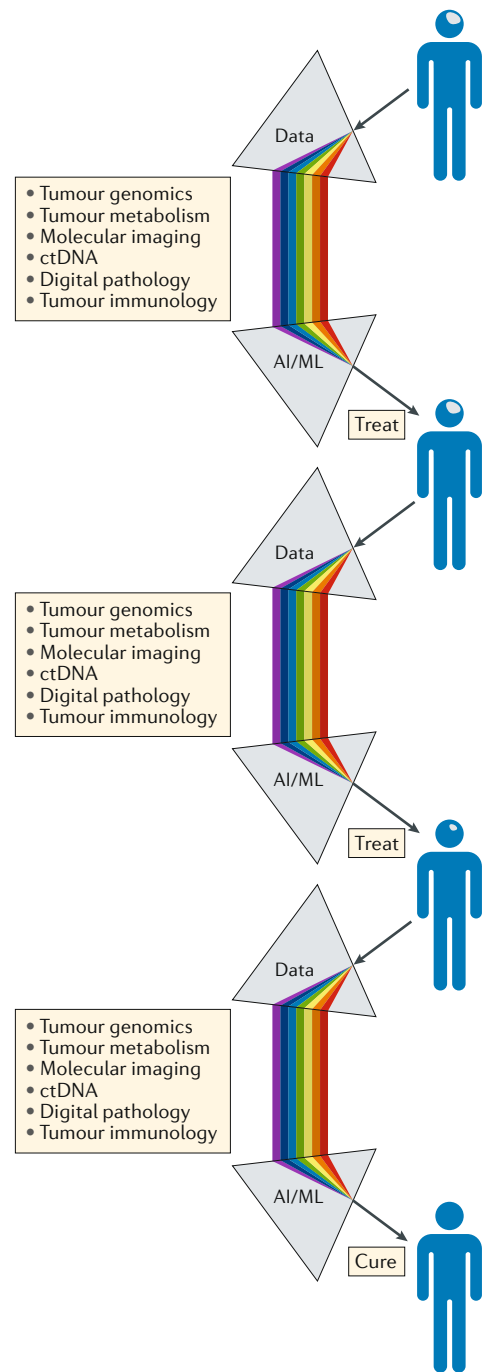 Data
• Tumour genomics
• Tumour metabolism
• Molecular imaging
• ctDNA
• Digital pathology
• Tumour immunology
AI/ML
Treat
Data
• Tumour genomics
• Tumour metabolism
• Molecular imaging
• ctDNA
• Digital pathology
• Tumour immunology
AI/ML
Treat
Data
• Tumour genomics
• Tumour metabolism
• Molecular imaging
• ctDNA
• Digital pathology
• Tumour immunology
AI/ML
Cure